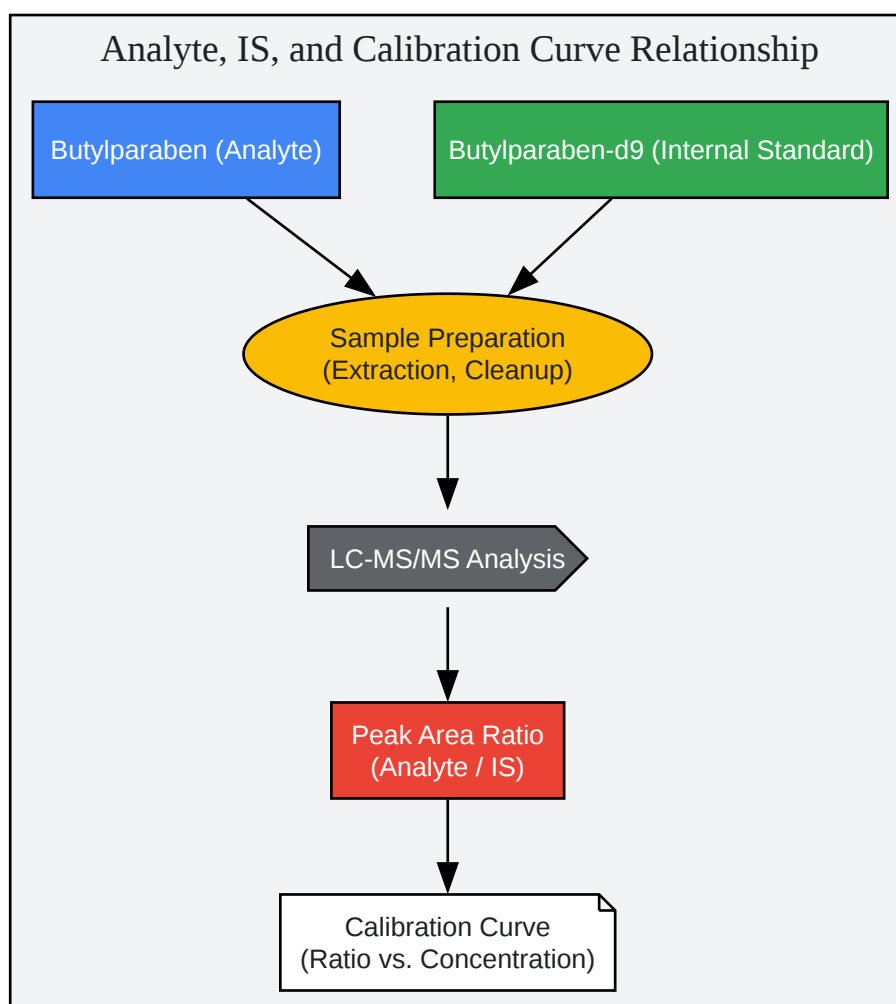 Analyte, IS, and Calibration Curve Relationship
Butylparaben (Analyte)
Butylparaben-d9 (Internal Standard)
Sample Preparation
(Extraction, Cleanup)
LC-MS/MS Analysis
Peak Area Ratio
(Analyte / IS)
Calibration Curve
(Ratio vs. Concentration)